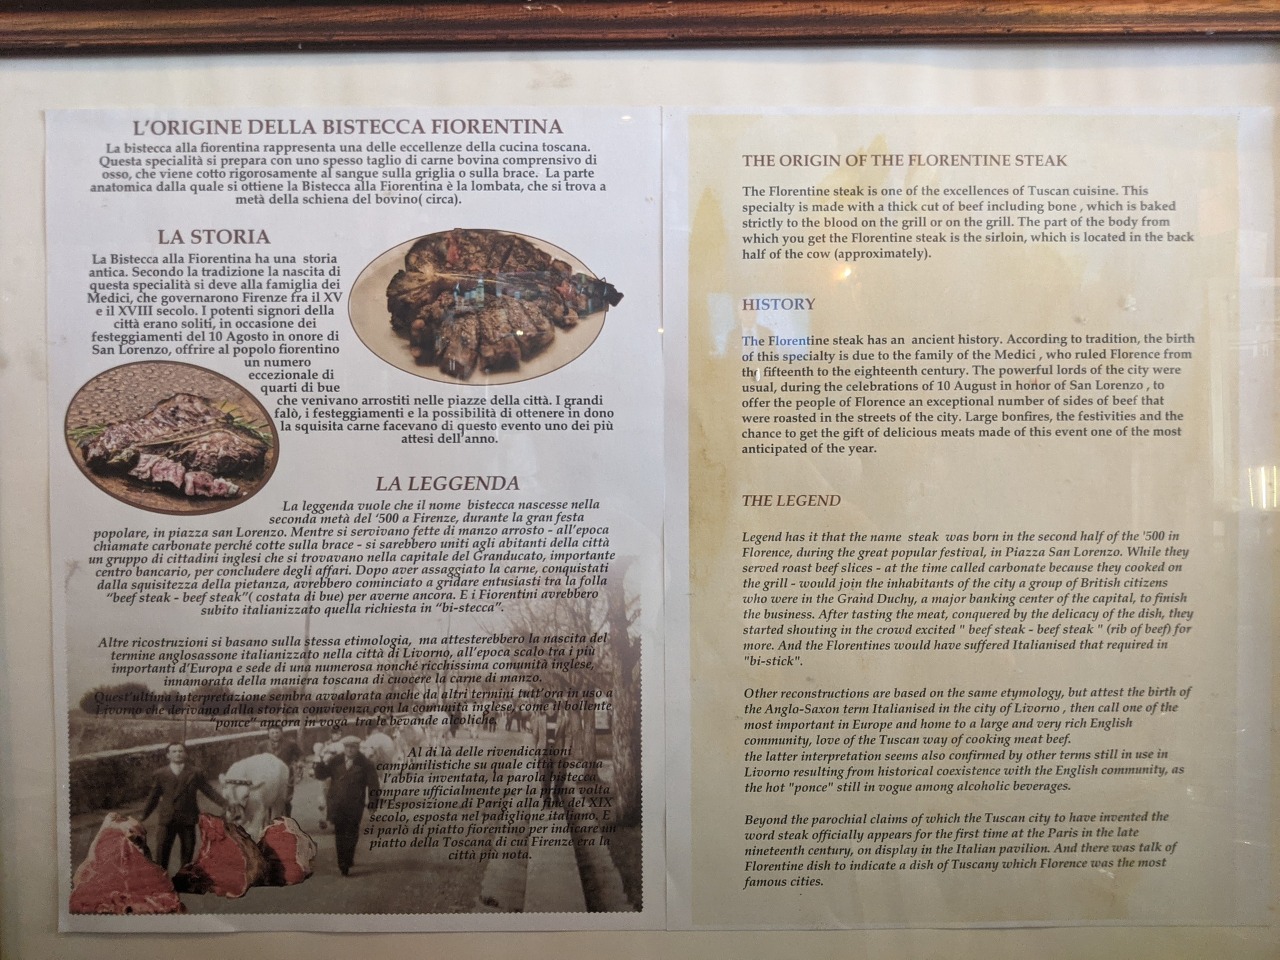 L'ORIGINE DELLA BISTECCA FIORENTINA
La bistecca alla fiorentina rappresenta una delle eccellenze della cucina toscana.
Questa specialità si prepara con uno spesso taglio di carne bovina comprensivo di
osso, che viene cotto rigorosamente al sangue sulla griglia o sulla brace. La parte
anatomica dalla quale si ottiene la Bistecca alla Fiorentina è la lombata, che si trova a
metà della schiena del bovino( circa).
LA STORIA
La Bistecca alla Fiorentina ha una storia
antica. Secondo la tradizione la nascita di
questa specialità si deve alla famiglia dei
Medici, che governarono Firenze fra il XV
e il XVIII secolo. I potenti signori della
città erano soliti, in occasione dei
festeggiamenti del 10 Agosto in onore di
San Lorenzo, offrire al popolo fiorentino
un numero
eccezionale di
quarti di bue
che venivano arrostiti nelle piazze della città. I grandi
falò, i festeggiamenti e la possibilità di ottenere in dono
la squisita carne facevano di questo evento uno dei più
attesi dell'anno.
LA LEGGENDA
La leggenda vuole che il nome bistecca nascesse nella
seconda metà del '500 a Firenze, durante la gran festa
popolare, in piazza san Lorenzo. Mentre si servivano fette di manzo arrosto - all'epoca
chiamate carbonate perché cotte sulla brace - si sarebbero uniti agli abitanti della città
un gruppo di cittadini inglesi che si trovavano nella capitale del Granducato, importante
centro bancario, per concludere degli affari. Dopo aver assaggiato la carne, conquistati
dalla squisitezza della pietanza, avrebbero cominciato a gridare entusiasti tra la folla
"beef steak - beef steak"( costata di bue) per averne ancora. E i Fiorentini avrebbero
subito italianizzato quella richiesta in "bi-stecca".
Altre ricostruzioni si basano sulla stessa etimologia, ma attesterebbero la nascita del
termine anglosassone italianizzato nella città di Livorno, all'epoca scalo tra i più
importanti d'Europa e sede di una numerosa nonché ricchissima comunità inglese,
innamorata della maniera toscana di cuocere la carne di manzo.
Quest'ultima interpretazione sembra avvalorata anche da altri termini tutt'ora in uso a
Livorno che derivano dalla storica convivenza con la comunità inglese, come il bollente
"ponce" ancora in voga tra le bevande alcoliche.
Al di là delle rivendicazioni
campanilistiche su quale città toscana
l'abbia inventata, la parola bistecca
compare ufficialmente per la prima volta
all'Esposizione di Parigi alla fine del XIX
secolo, esposta nel padiglione italiano. E
si parlò di piatto fiorentino per indicare un
piatto della Toscana di cui Firenze era la
città più nota.
THE ORIGIN OF THE FLORENTINE STEAK
The Florentine steak is one of the excellences of Tuscan cuisine. This
specialty is made with a thick cut of beef including bone , which is baked
strictly to the blood on the grill or on the grill. The part of the body from
which you get the Florentine steak is the sirloin, which is located in the back
half of the cow (approximately).
HISTORY
The Florentine steak has an ancient history. According to tradition, the birth
of this specialty is due to the family of the Medici , who ruled Florence from
the fifteenth to the eighteenth century. The powerful lords of the city were
usual, during the celebrations of 10 August in honor of San Lorenzo , to
offer the people of Florence an exceptional number of sides of beef that
were roasted in the streets of the city. Large bonfires, the festivities and the
chance to get the gift of delicious meats made of this event one of the most
anticipated of the year.
THE LEGEND
Legend has it that the name steak was born in the second half of the '500 in
Florence, during the great popular festival, in Piazza San Lorenzo. While they
served roast beef slices - at the time called carbonate because they cooked on
the grill - would join the inhabitants of the city a group of British citizens
who were in the Grand Duchy, a major banking center of the capital, to finish
the business. After tasting the meat, conquered by the delicacy of the dish, they
started shouting in the crowd excited " beef steak - beef steak " (rib of beef) for
more. And the Florentines would have suffered Italianised that required in
"bi-stick".
Other reconstructions are based on the same etymology, but attest the birth of
the Anglo-Saxon term Italianised in the city of Livorno , then call one of the
most important in Europe and home to a large and very rich English
community, love of the Tuscan way of cooking meat beef.
the latter interpretation seems also confirmed by other terms still in use in
Livorno resulting from historical coexistence with the English community, as
the hot "ponce" still in vogue among alcoholic beverages.
Beyond the parochial claims of which the Tuscan city to have invented the
word steak officially appears for the first time at the Paris in the late
nineteenth century, on display in the Italian pavilion. And there was talk of
Florentine dish to indicate a dish of Tuscany which Florence was the most
famous cities.